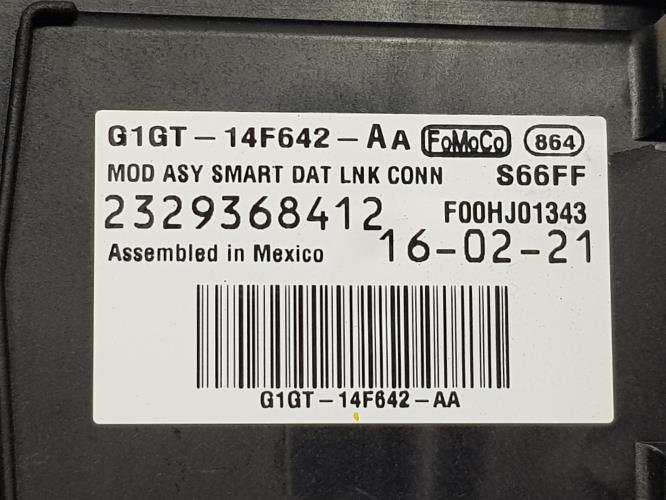 G1GT-14F642-AA FoMoCo 864
MOD ASY SMART DAT LNK CONN S66FF
2329368412 F00HJ01343
Assembled in Mexico 16-02-21
G1GT-14F642-AA